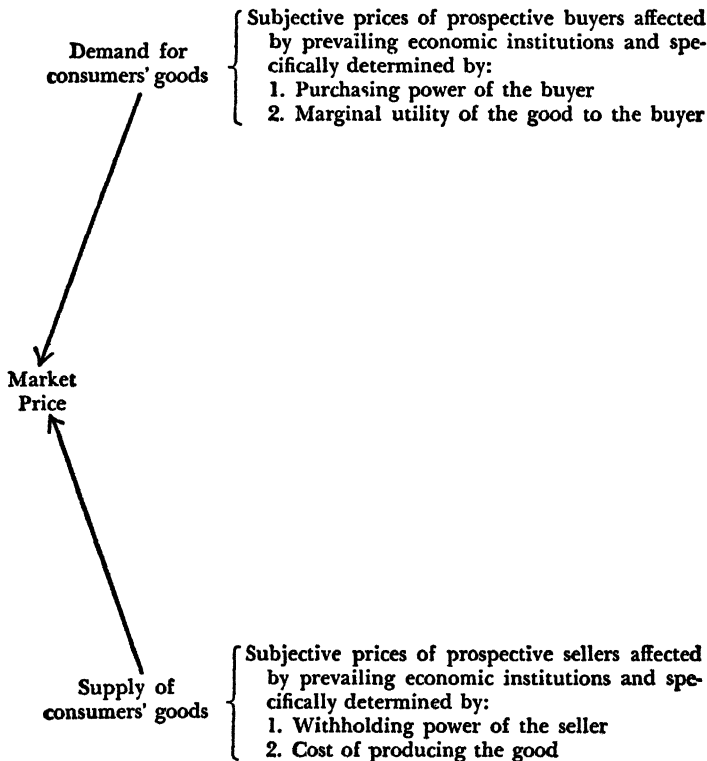 Demand for
consumers' goods
Subjective prices of prospective buyers affected
by prevailing economic institutions and spe-
cifically determined by:
1. Purchasing power of the buyer
2. Marginal utility of the good to the buyer
Market
Price
Supply of
consumers' goods
Subjective prices of prospective sellers affected
by prevailing economic institutions and spe-
cifically determined by:
1. Withholding power of the seller
2. Cost of producing the good